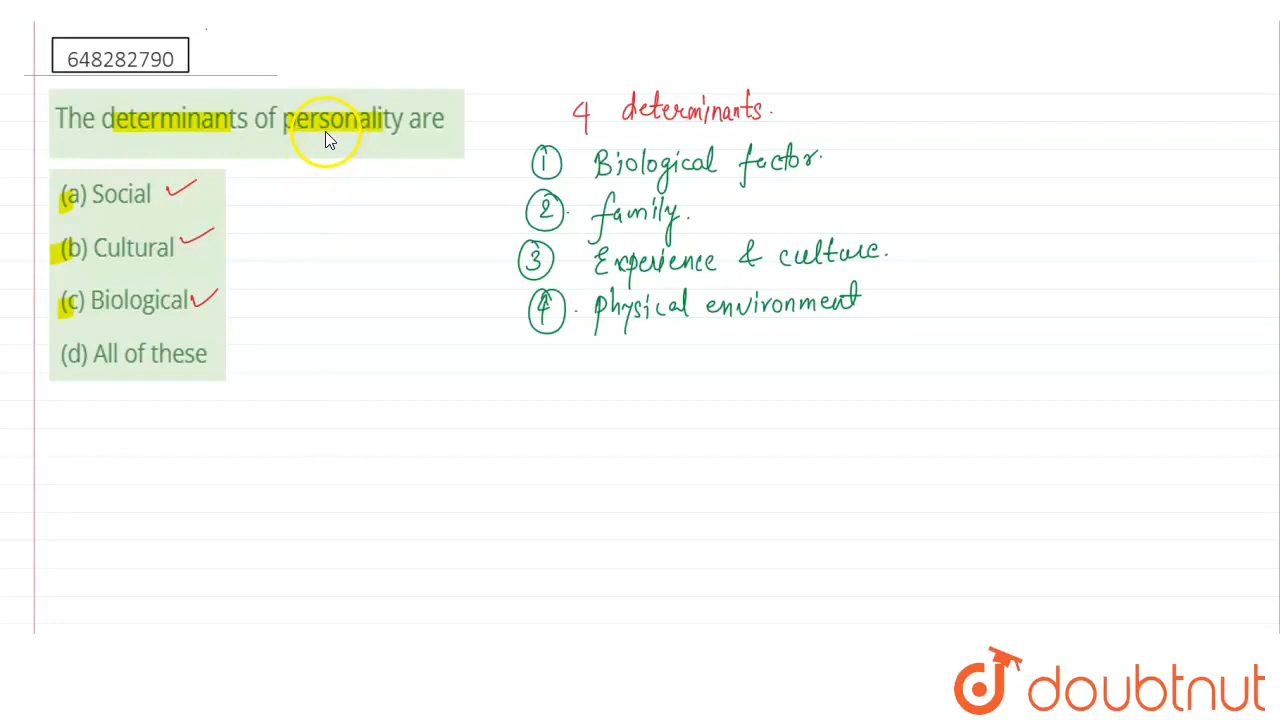 648282790
The determinants of personality are
(a) Social
(b) Cultural
(c) Biological
(d) All of these
4 determinants.
1 Biological factor.
2. family.
3 Experience & culture.
4. physical environment
doubtnut